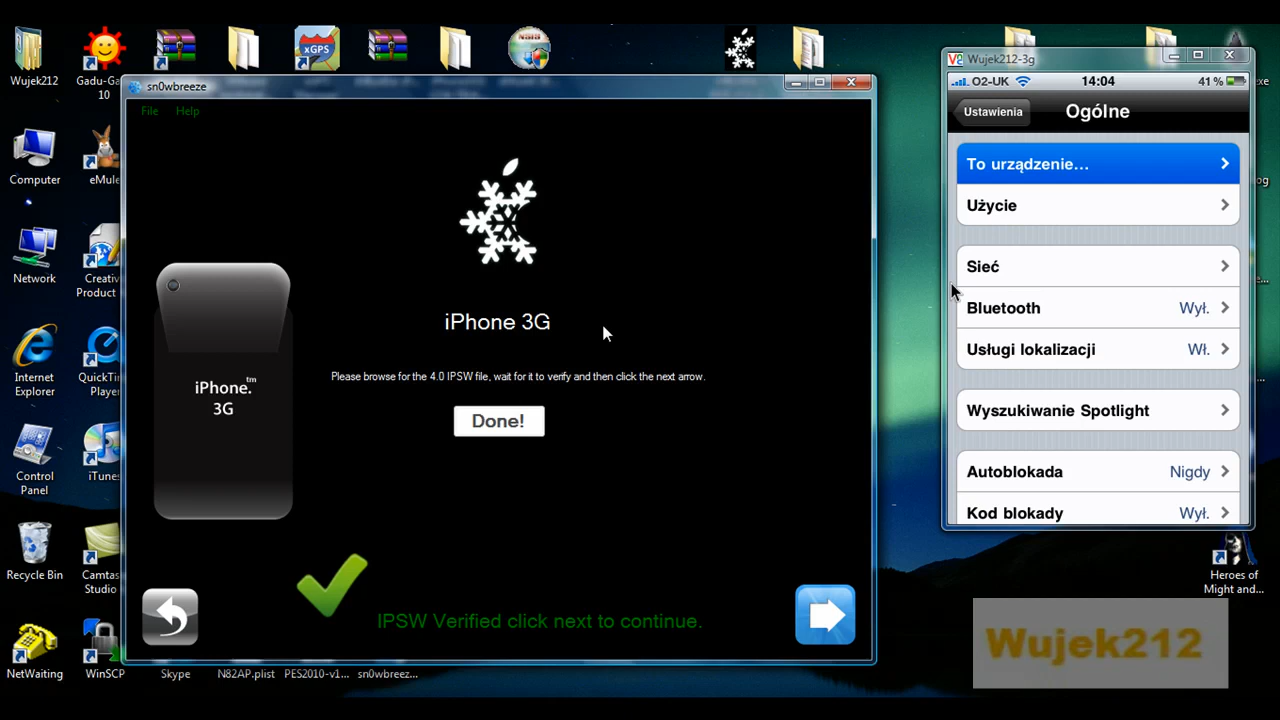 Wujek212
Gadu-Ga...
10
xGPS
Nasa
Computer
eMule
Network
Creativ
Product ...
Internet
Explorer
QuickTim
Player
Control
Panel
iTunes
Recycle Bin
Camtas
Studio
NetWaiting
WinSCP
Skype
N82AP.plist
PES2010-v1...
sn0wbreez...
sn0wbreeze
File
Help
iPhone.™
3G
iPhone 3G
Please browse for the 4.0 IPSW file, wait for it to verify and then click the next arrow.
Done!
IPSW Verified click next to continue.
Wujek212-3g
O2-UK
14:04
41 %
Ustawienia
Ogólne
To urządzenie...
Użycie
Sieć
Bluetooth
Wył.
Usługi lokalizacji
Wł.
Wyszukiwanie Spotlight
Autoblokada
Nigdy
Kod blokady
Wył.
Heroes of
Might and...
Wujek212